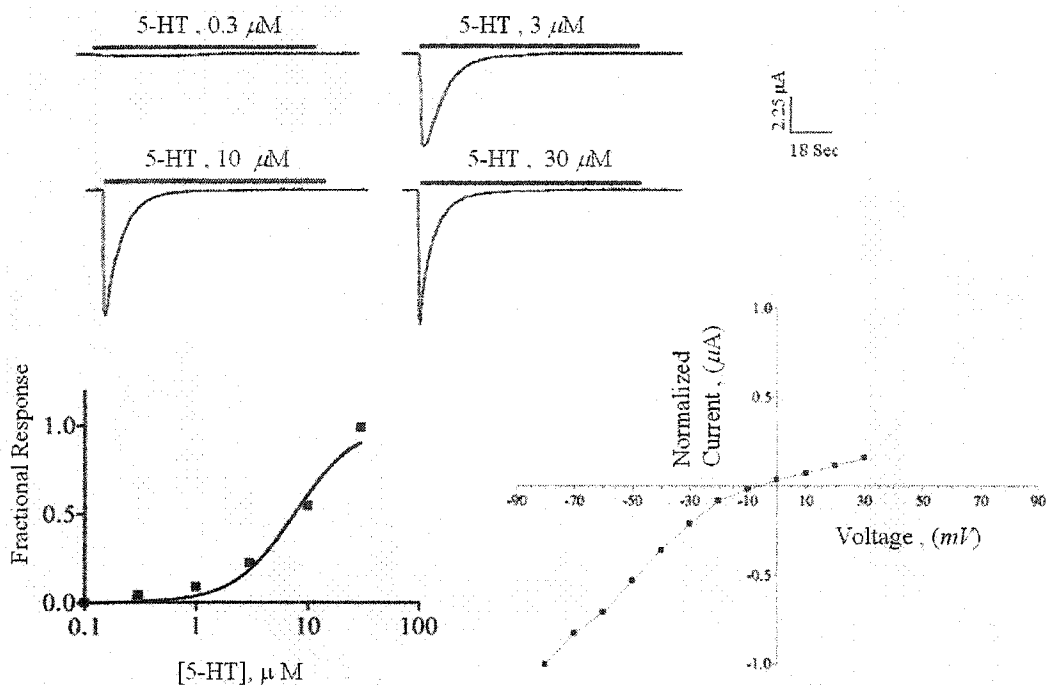 5-HT , 0.3 μM
5-HT , 3 μM
2.25 μA
18 Sec
5-HT , 10 μM
5-HT , 30 μM
Fractional Response
1.0
0.5
0.0
0.1
1
10
100
[5-HT], μ M
Normalized
Current , (μA)
1.0
0.5
-90
-70
-50
-30
-10
10
30
50
70
90
Voltage , (mV)
-0.5
-1.0